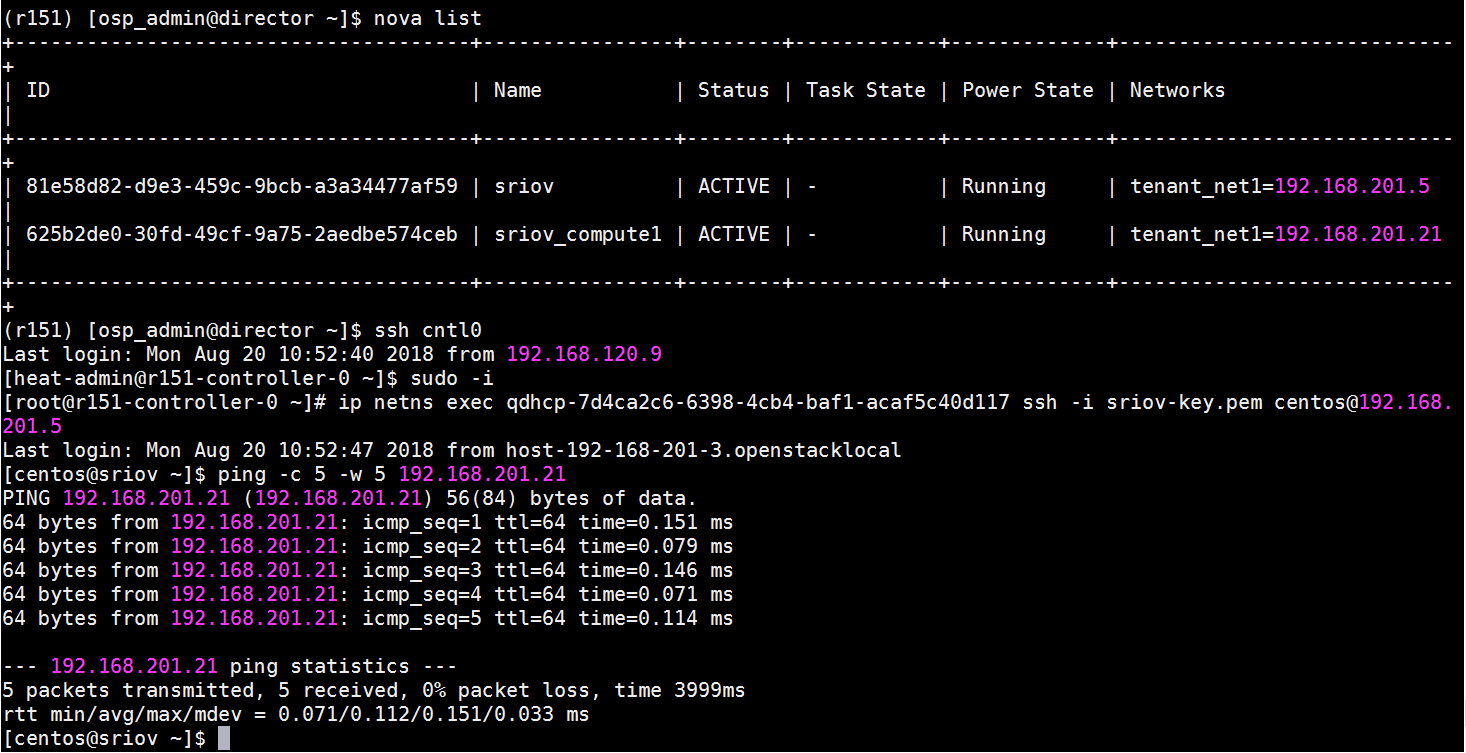 (r151) [osp_admin@director ~]$ nova list
+--------------------------------------+----------------+--------+------------+-------------+----------------------------
+
| ID                                   | Name           | Status | Task State | Power State | Networks
|
+--------------------------------------+----------------+--------+------------+-------------+----------------------------
+
| 81e58d82-d9e3-459c-9bcb-a3a34477af59 | sriov          | ACTIVE | -          | Running     | tenant_net1=192.168.201.5
|
| 625b2de0-30fd-49cf-9a75-2aedbe574ceb | sriov_compute1 | ACTIVE | -          | Running     | tenant_net1=192.168.201.21
|
+--------------------------------------+----------------+--------+------------+-------------+----------------------------
+
(r151) [osp_admin@director ~]$ ssh cntl0
Last login: Mon Aug 20 10:52:40 2018 from 192.168.120.9
[heat-admin@r151-controller-0 ~]$ sudo -i
[root@r151-controller-0 ~]# ip netns exec qdhcp-7d4ca2c6-6398-4cb4-baf1-acaf5c40d117 ssh -i sriov-key.pem centos@192.168.
201.5
Last login: Mon Aug 20 10:52:47 2018 from host-192-168-201-3.openstacklocal
[centos@sriov ~]$ ping -c 5 -w 5 192.168.201.21
PING 192.168.201.21 (192.168.201.21) 56(84) bytes of data.
64 bytes from 192.168.201.21: icmp_seq=1 ttl=64 time=0.151 ms
64 bytes from 192.168.201.21: icmp_seq=2 ttl=64 time=0.079 ms
64 bytes from 192.168.201.21: icmp_seq=3 ttl=64 time=0.146 ms
64 bytes from 192.168.201.21: icmp_seq=4 ttl=64 time=0.071 ms
64 bytes from 192.168.201.21: icmp_seq=5 ttl=64 time=0.114 ms

--- 192.168.201.21 ping statistics ---
5 packets transmitted, 5 received, 0% packet loss, time 3999ms
rtt min/avg/max/mdev = 0.071/0.112/0.151/0.033 ms
[centos@sriov ~]$